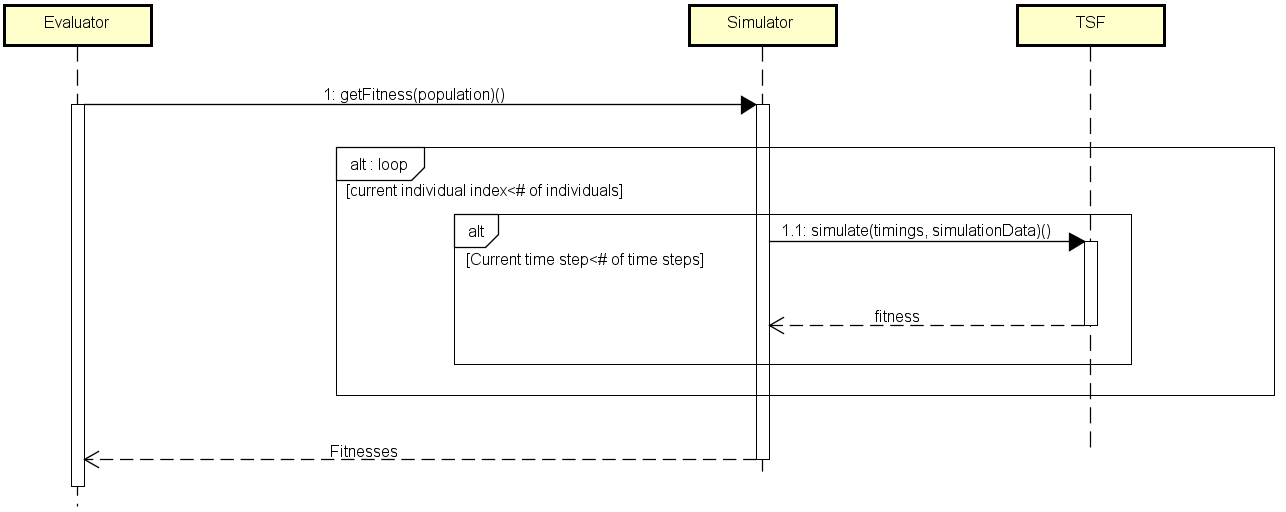 Evaluator
Simulator
TSF
1: getFitness(population)()
alt : loop
[current individual index<# of individuals]
alt
1.1: simulate(timings, simulationData)()
[Current time step<# of time steps]
fitness
Fitnesses